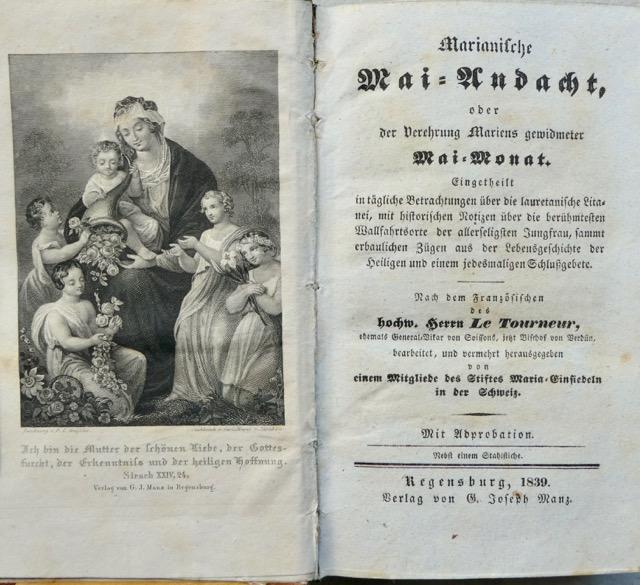 Ich bin die Mutter der schönen Liebe, der Gottes-
furcht, der Erkenntniss und der heiligen Hoffnung.
Sirach XXIV, 24.
Verlag von G. J. Manz in Regensburg.
Marianische
Mai-Andacht,
oder
der Verehrung Mariens gewidmeter
Mai-Monat.
Eingetheilt
in tägliche Betrachtungen über die lauretanische Lita-
nei, mit historischen Notizen über die berühmtesten
Wallfahrtsorte der allerseligsten Jungfrau, sammt
erbaulichen Zügen aus der Lebensgeschichte der
Heiligen und einem jedesmaligen Schlußgebete.
Nach dem Französischen
des
hochw. Herrn Le Tourneur,
ehemals General-Vikar von Soissons, jetzt Bischof von Verdün,
bearbeitet, und vermehrt herausgegeben
von
einem Mitgliede des Stiftes Maria-Einsiedeln
in der Schweiz.
Mit Approbation.
Nebst einem Stahlstiche.
Regensburg, 1839.
Verlag von G. Joseph Manz.